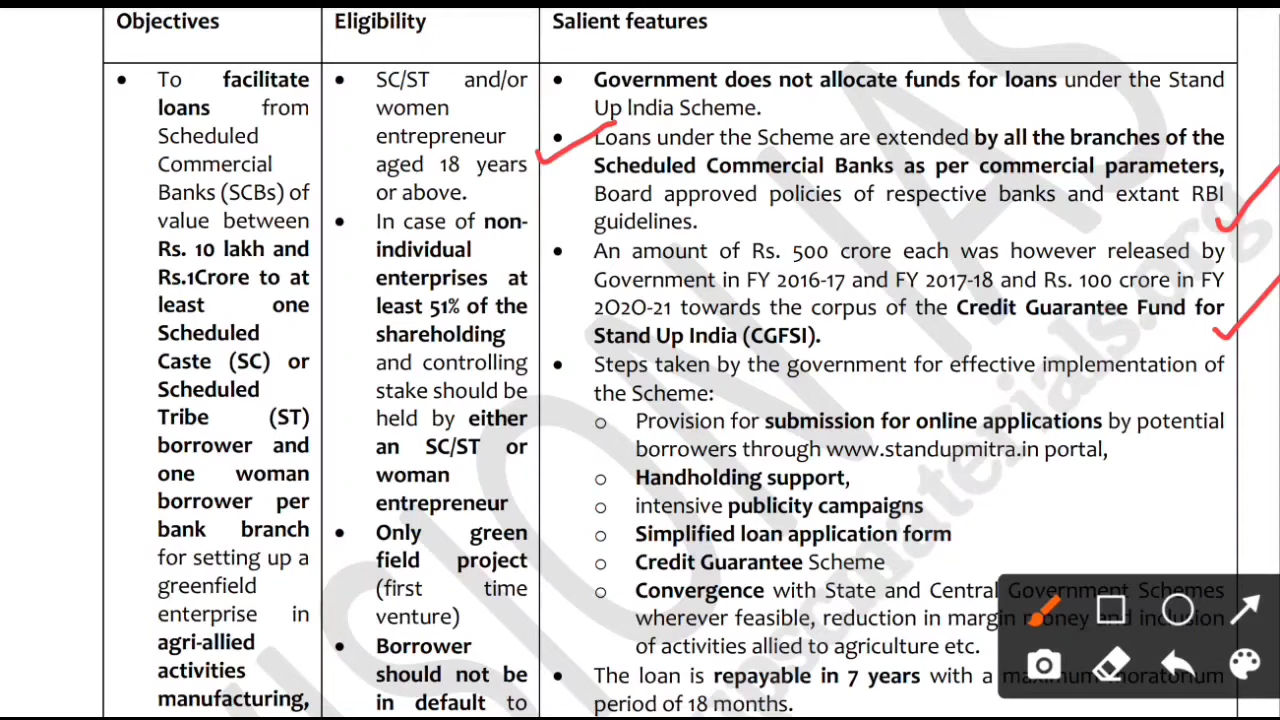 Objectives
Eligibility
Salient features
• To facilitate
loans from
Scheduled
Commercial
Banks (SCBs) of
value between
Rs. 10 lakh and
Rs.1Crore to at
least one
Scheduled
Caste (SC) or
Scheduled
Tribe (ST)
borrower and
one woman
borrower per
bank branch
for setting up a
greenfield
enterprise in
agri-allied
activities
manufacturing,
• SC/ST and/or
women
entrepreneur
aged 18 years
or above.
• In case of non-
individual
enterprises at
least 51% of the
shareholding
and controlling
stake should be
held by either
an SC/ST or
woman
entrepreneur
• Only green
field project
(first time
venture)
• Borrower
should not be
in default to
• Government does not allocate funds for loans under the Stand
Up India Scheme.
• Loans under the Scheme are extended by all the branches of the
Scheduled Commercial Banks as per commercial parameters,
Board approved policies of respective banks and extant RBI
guidelines.
• An amount of Rs. 500 crore each was however released by
Government in FY 2016-17 and FY 2017-18 and Rs. 100 crore in FY
2020-21 towards the corpus of the Credit Guarantee Fund for
Stand Up India (CGFSI).
• Steps taken by the government for effective implementation of
the Scheme:
o Provision for submission for online applications by potential
borrowers through www.standupmitra.in portal,
o Handholding support,
o intensive publicity campaigns
o Simplified loan application form
o Credit Guarantee Scheme
o Convergence with State and Central Government Schemes
wherever feasible, reduction in margin money and inclusion
of activities allied to agriculture etc.
• The loan is repayable in 7 years with a maximum moratorium
period of 18 months.